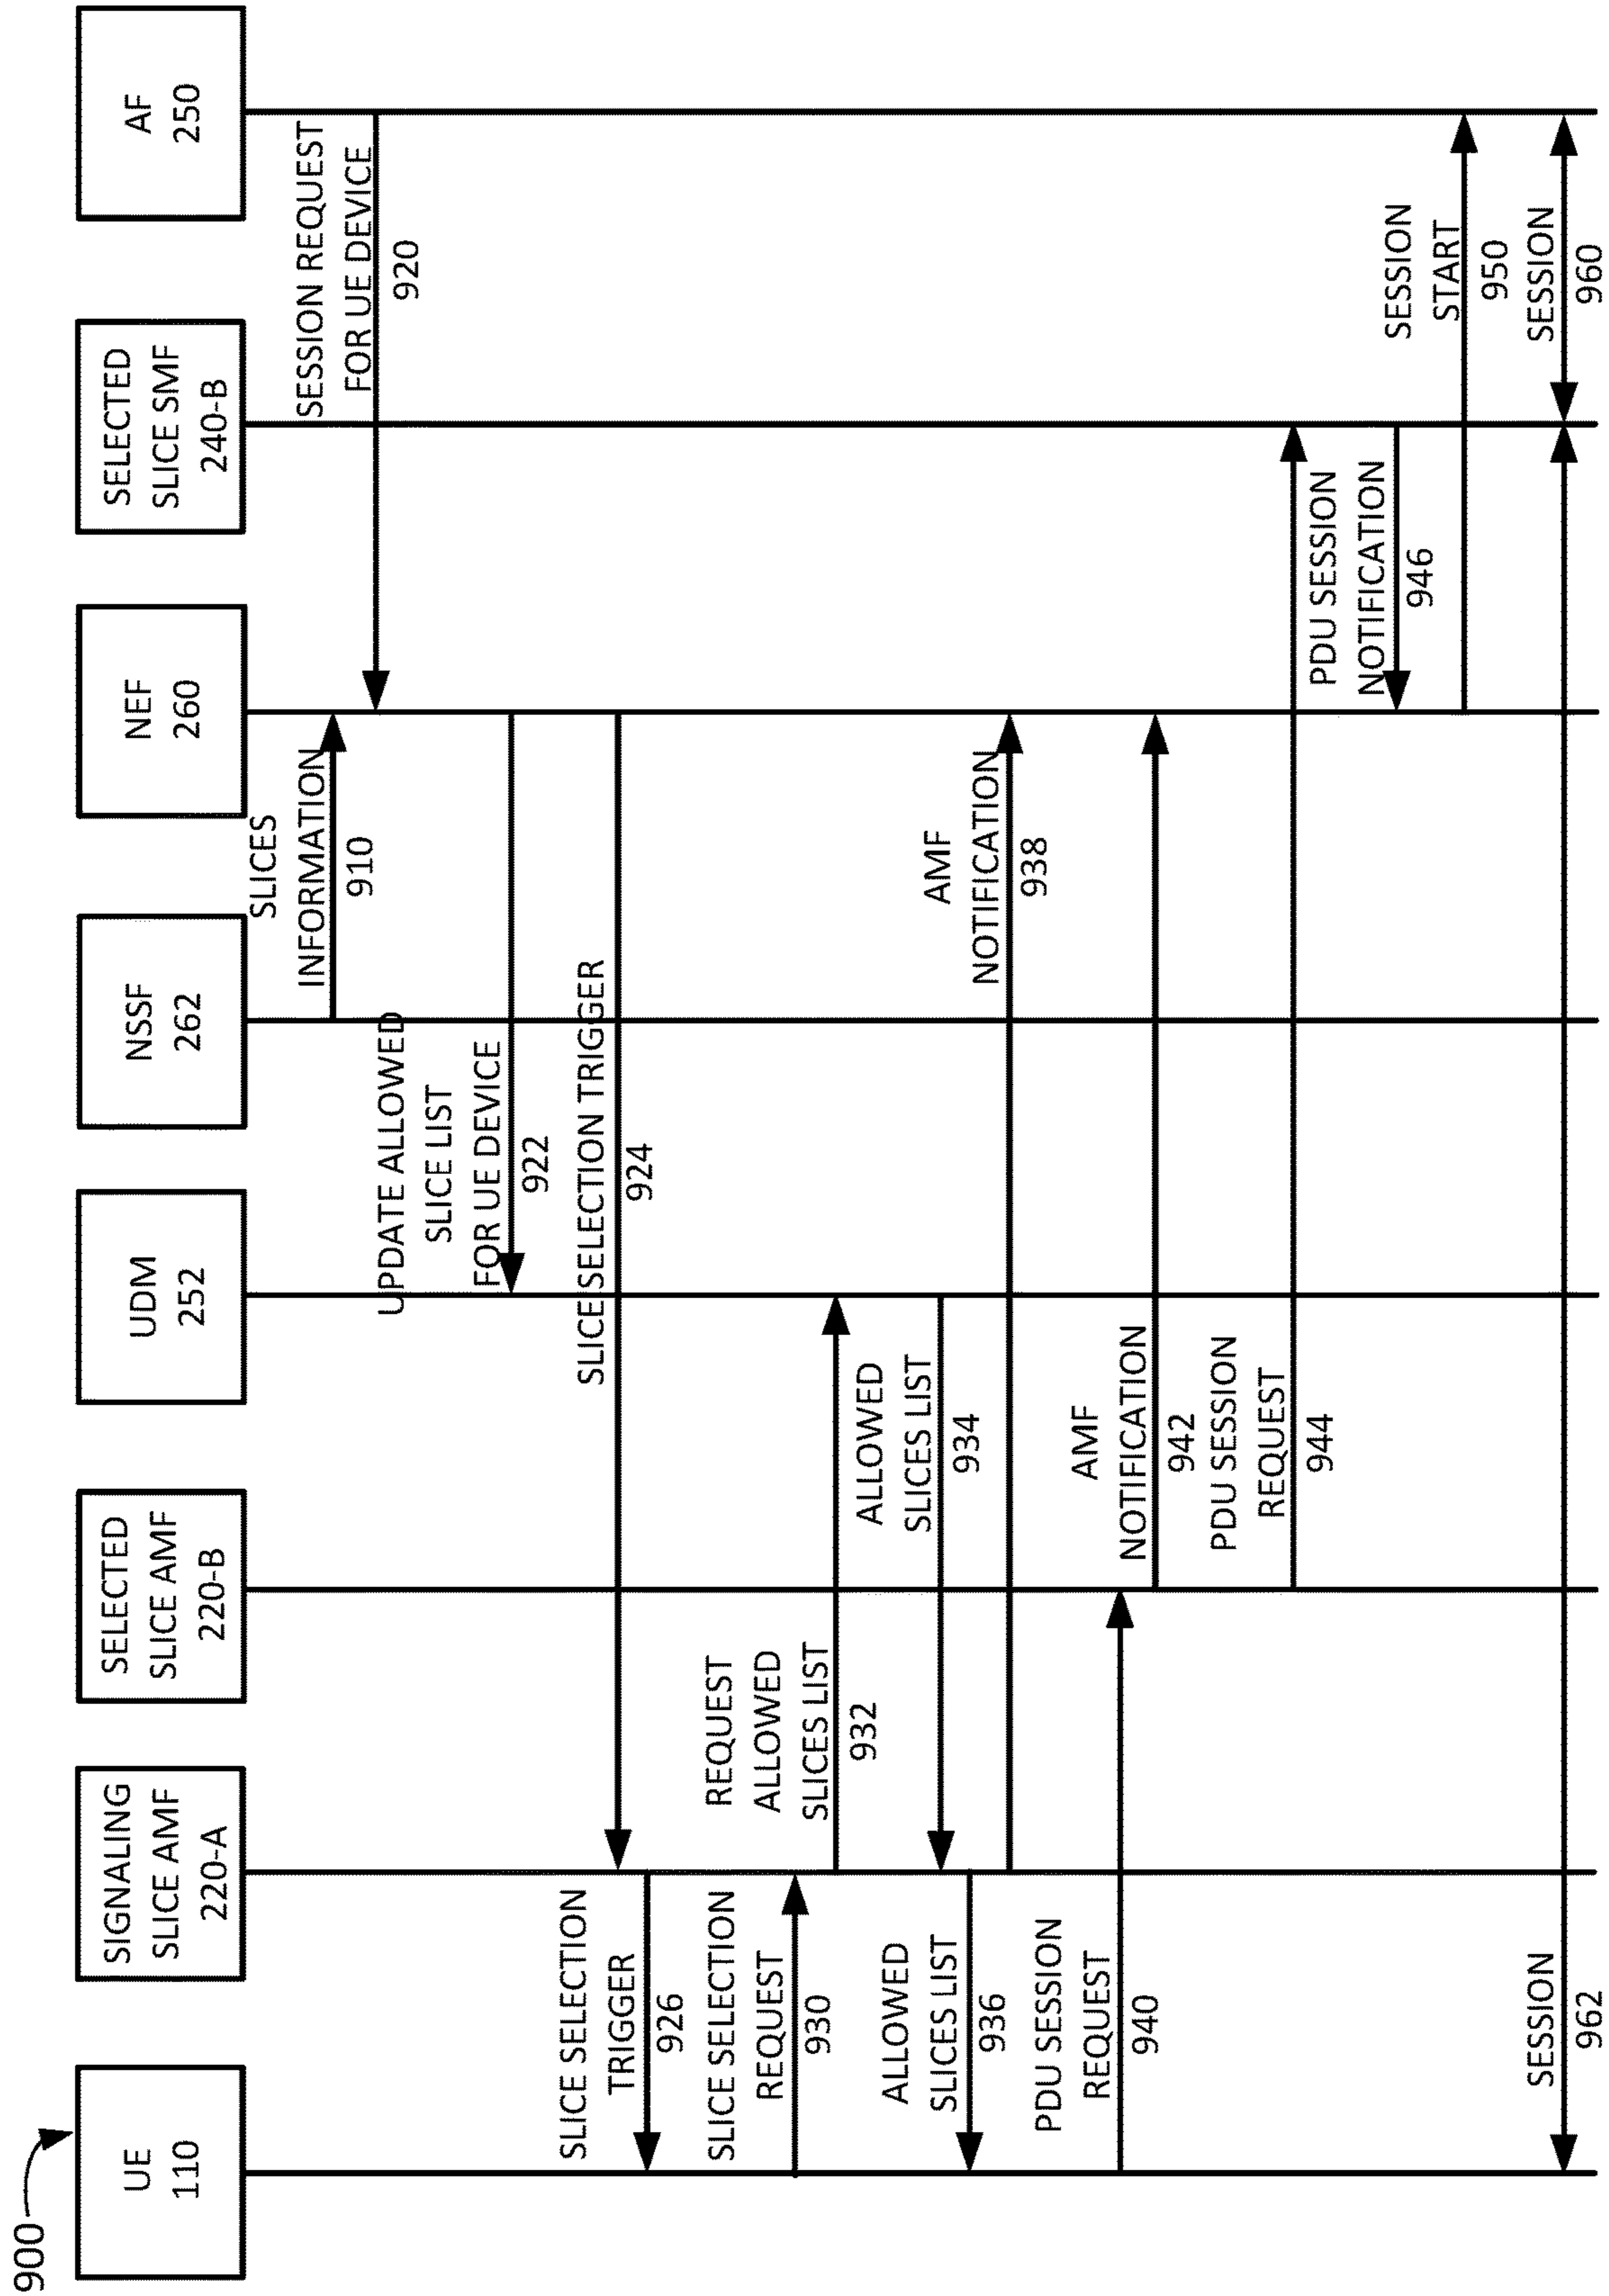 900
UE
110
SIGNALING
SLICE AMF
220-A
SELECTED
SLICE AMF
220-B
UDM
252
NSSF
262
NEF
260
SELECTED
SLICE SMF
240-B
AF
250
SLICES
INFORMATION
910
SESSION REQUEST
FOR UE DEVICE
920
UPDATE ALLOWED
SLICE LIST
FOR UE DEVICE
922
SLICE SELECTION TRIGGER
924
SLICE SELECTION
TRIGGER
926
SLICE SELECTION
REQUEST
930
REQUEST
ALLOWED
SLICES LIST
932
ALLOWED
SLICES LIST
934
ALLOWED
SLICES LIST
936
AMF
NOTIFICATION
938
PDU SESSION
REQUEST
940
AMF
NOTIFICATION
942
PDU SESSION
REQUEST
944
PDU SESSION
NOTIFICATION
946
SESSION
START
950
SESSION
960
SESSION
962